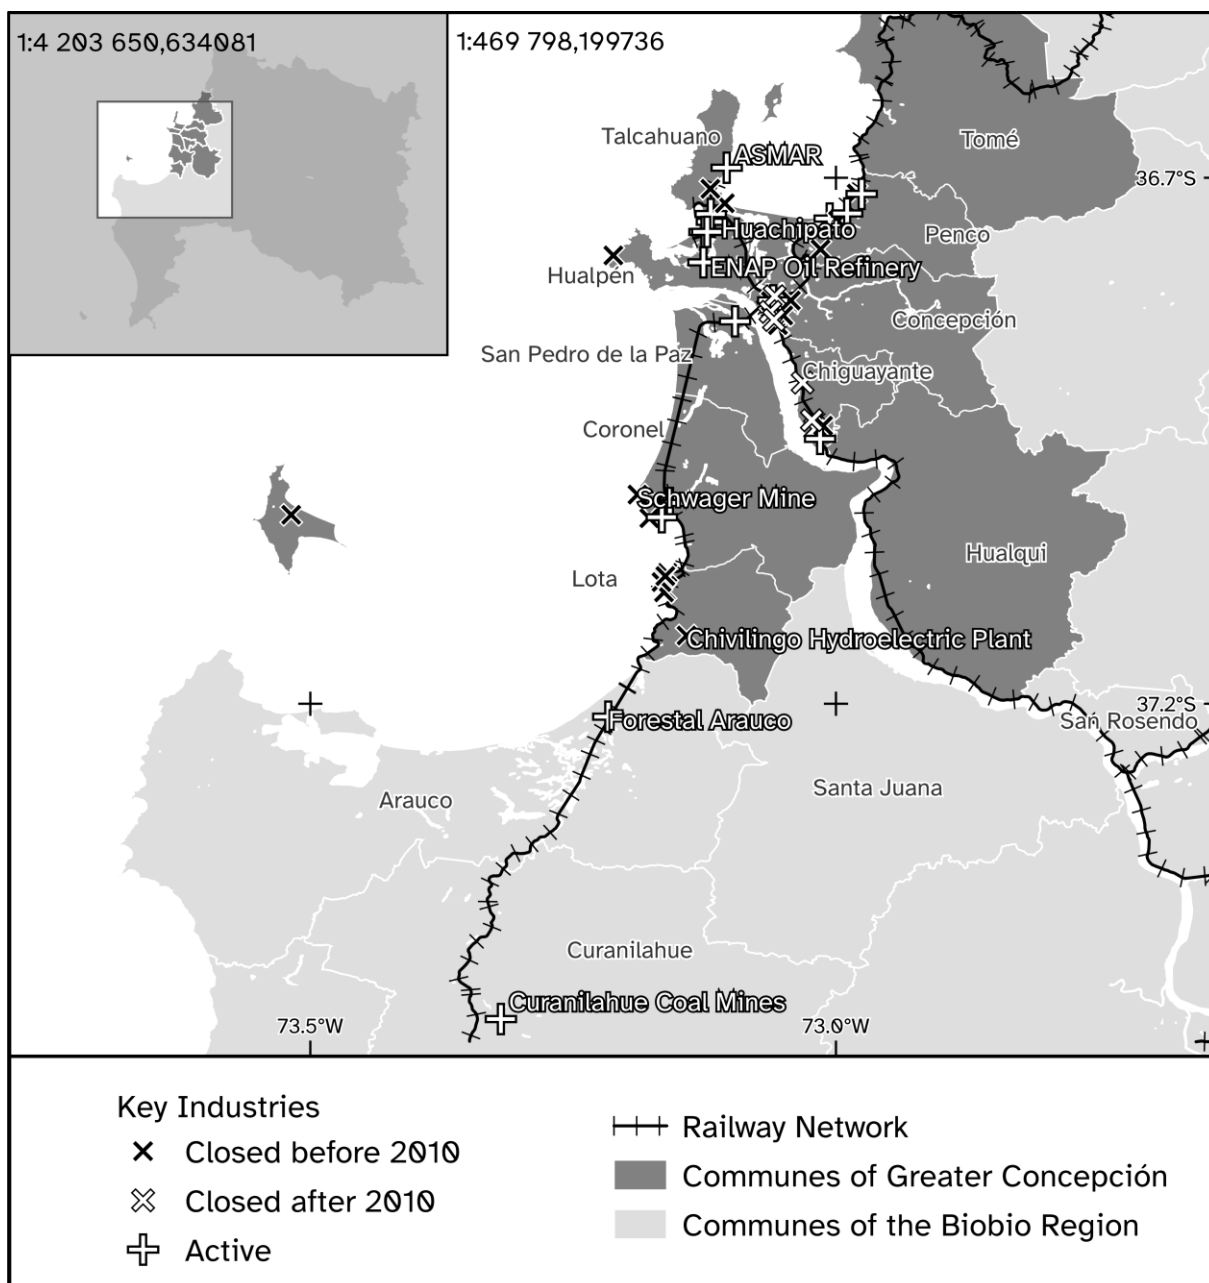 1:4 203 650,634081
1:469 798,199736
Talcahuano
ASMAR
Tomé
36.7°S
Huachipato
Penco
Hualpén
ENAP Oil Refinery
Concepción
San Pedro de la Paz
Chiguayante
Coronel
Schwager Mine
Hualqui
Lota
Chivilingo Hydroelectric Plant
37.2°S
Forestal Arauco
San Rosendo
Arauco
Santa Juana
Curanilahue
Curanilahue Coal Mines
73.5°W
73.0°W
Key Industries
Closed before 2010
Closed after 2010
Active
Railway Network
Communes of Greater Concepción
Communes of the Biobio Region